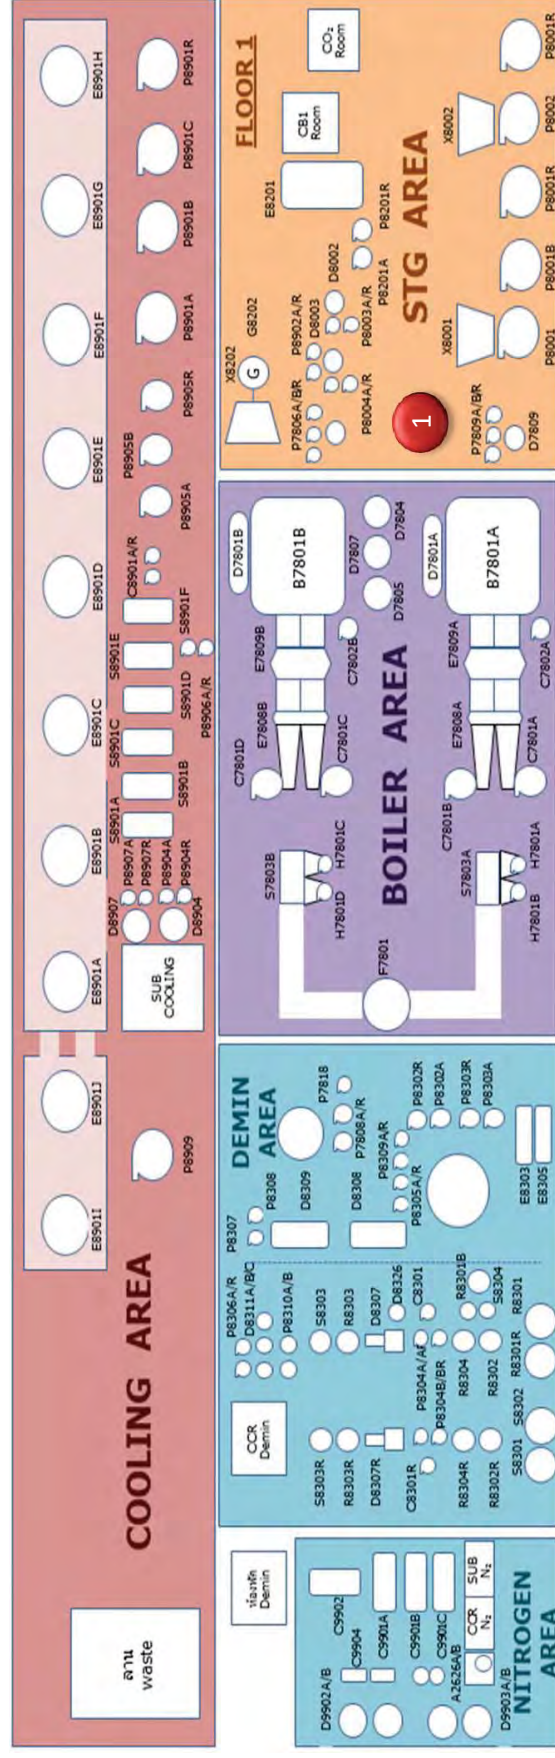 COOLING AREA
ลาน
waste
E8901I
E8901J
E8901A
E8901B
E8901C
E8901D
E8901E
E8901F
E8901G
E8901H
P8909
SUB
COOLING
D8907
D8904
P8907A
P8907R
P8904A
P8904R
S8901A
S8901B
S8901C
S8901D
S8901E
S8901F
P8906A/R
C8901A/R
P8905A
P8905B
P8905R
P8901A
P8901B
P8901C
P8901R
ห้องพัก
Demin
NITROGEN
AREA
D9902A/B
C9902
C9904
C9901A
C9901B
C9901C
A2626A/B
D9903A/B
CCR
N₂
SUB
N₂
DEMIN
AREA
CCR
Demin
P8306A/R
D8311A/B/C
P8310A/B
P8307
P8308
S8303R
S8303
R8303R
R8303
D8307R
D8307
D8326
C8301R
C8301
P8304B/BR
R8304R
R8304
R8302R
R8302
R8301B
S8304
S8301
S8302
R8301R
R8301
D8309
D8308
P7818
P7808A/R
P8309A/R
P8305A/R
P8302R
P8302A
P8303R
P8303A
E8303
E8305
BOILER AREA
F7801
S7803B
H7801D
H7801C
S7803A
H7801B
H7801A
C7801D
C7801C
E7808B
E7809B
C7802B
D7801B
B7801B
D7805
D7807
D7804
C7801B
C7801A
E7808A
E7809A
C7802A
D7801A
B7801A
FLOOR 1
STG AREA
CO₂
Room
CB1
Room
X8202
G
G8202
E8201
P7806A/B/R
P8902A/R
D8003
D8002
P8004A/R
P8003A/R
P8201A
P8201R
1
P7809A/B/R
D7809
X8001
X8002
P8001
P8001B
P8001R
P8002
P8001R